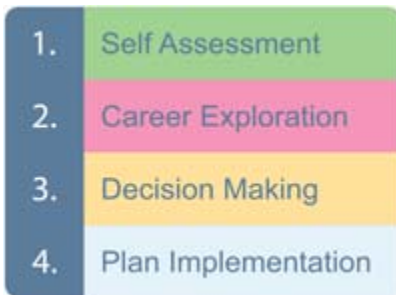 1. Self Assessment
2. Career Exploration
3. Decision Making
4. Plan Implementation